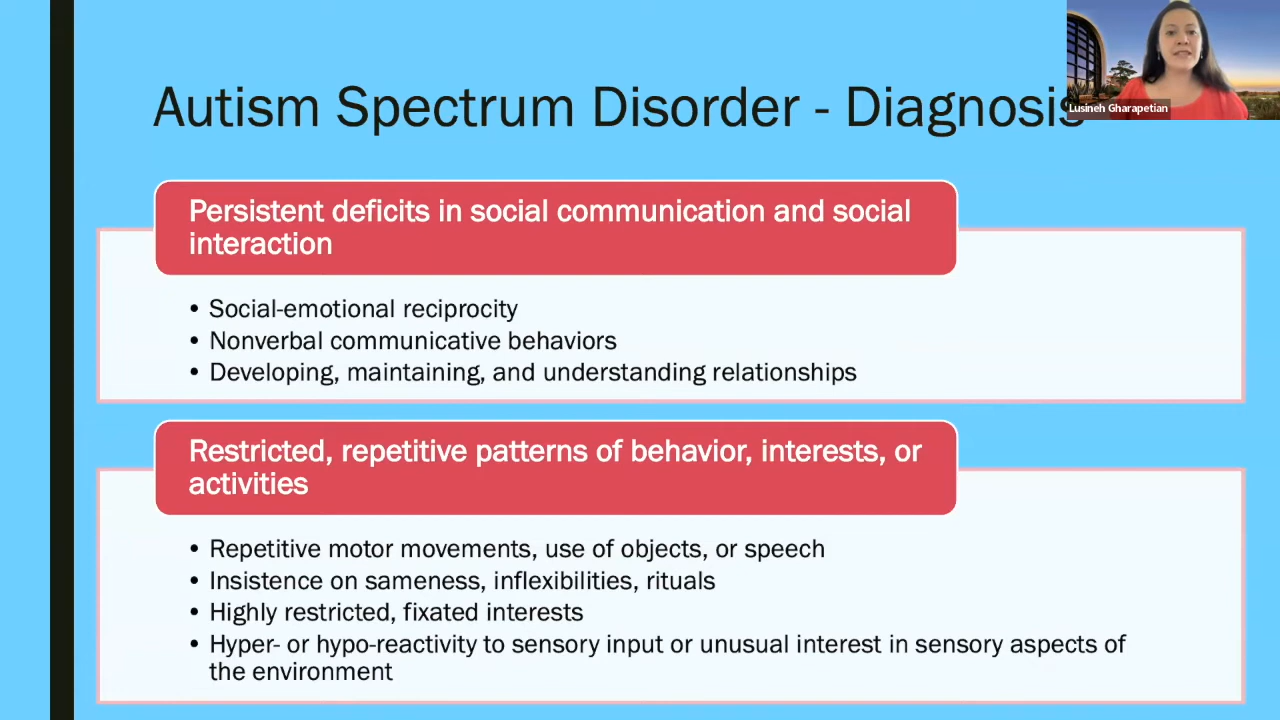 Autism Spectrum Disorder - Diagnosis
Lusineh Gharapetian
Persistent deficits in social communication and social
interaction
• Social-emotional reciprocity
• Nonverbal communicative behaviors
• Developing, maintaining, and understanding relationships
Restricted, repetitive patterns of behavior, interests, or
activities
• Repetitive motor movements, use of objects, or speech
• Insistence on sameness, inflexibilities, rituals
• Highly restricted, fixated interests
• Hyper- or hypo-reactivity to sensory input or unusual interest in sensory aspects of
the environment